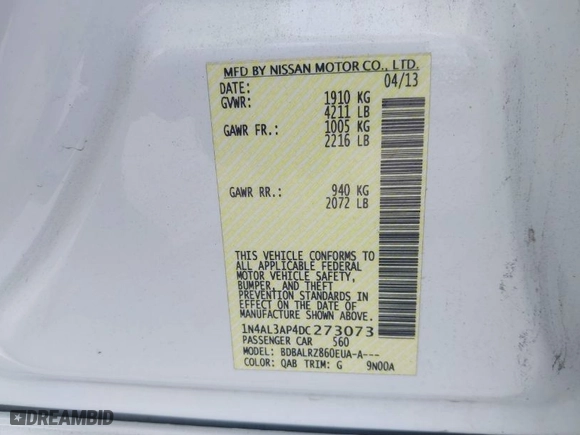 MFD BY NISSAN MOTOR CO., LTD.
DATE: 04/13
GVWR: 1910 KG
4211 LB
GAWR FR.: 1005 KG
2216 LB
GAWR RR.: 940 KG
2072 LB
THIS VEHICLE CONFORMS TO
ALL APPLICABLE FEDERAL
MOTOR VEHICLE SAFETY,
BUMPER, AND THEFT
PREVENTION STANDARDS IN
EFFECT ON THE DATE OF
MANUFACTURE SHOWN ABOVE.
1N4AL3AP4DC273073
PASSENGER CAR 560
MODEL: BDBALRZ860EUA-A---
COLOR: QAB TRIM: G 9N00A
DREAMBID